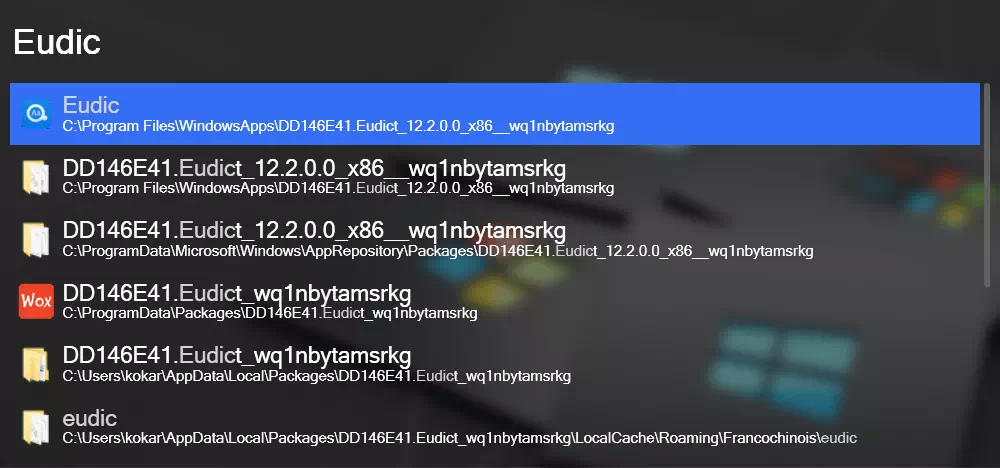 Eudic
Eudic
C:\Program Files\WindowsApps\DD146E41.Eudict_12.2.0.0_x86__wq1nbytamsrkg
DD146E41.Eudict_12.2.0.0_x86__wq1nbytamsrkg
C:\Program Files\WindowsApps\DD146E41.Eudict_12.2.0.0_x86__wq1nbytamsrkg
DD146E41.Eudict_12.2.0.0_x86__wq1nbytamsrkg
C:\ProgramData\Microsoft\Windows\AppRepository\Packages\DD146E41.Eudict_12.2.0.0_x86__wq1nbytamsrkg
Wox
DD146E41.Eudict_wq1nbytamsrkg
C:\ProgramData\Packages\DD146E41.Eudict_wq1nbytamsrkg
DD146E41.Eudict_wq1nbytamsrkg
C:\Users\kokar\AppData\Local\Packages\DD146E41.Eudict_wq1nbytamsrkg
eudic
C:\Users\kokar\AppData\Local\Packages\DD146E41.Eudict_wq1nbytamsrkg\LocalCache\Roaming\Francochinois\eudic